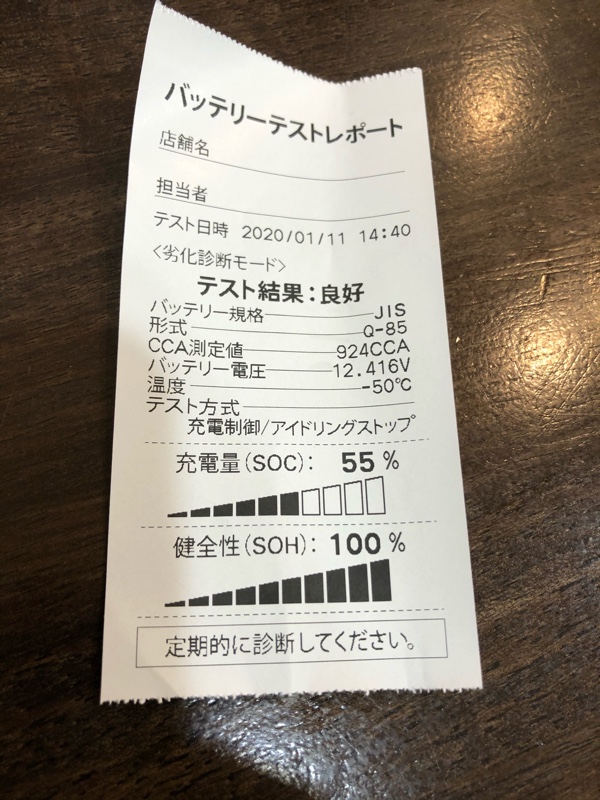 バッテリーテストレポート
店舗名
担当者
テスト日時 2020/01/11 14:40
<劣化診断モード>
テスト結果:良好
バッテリー規格 JIS
形式 Q-85
CCA測定値 924CCA
バッテリー電圧 12.416V
温度 -50℃
テスト方式
充電制御/アイドリングストップ
充電量(SOC): 55 %
健全性(SOH): 100 %
定期的に診断してください。